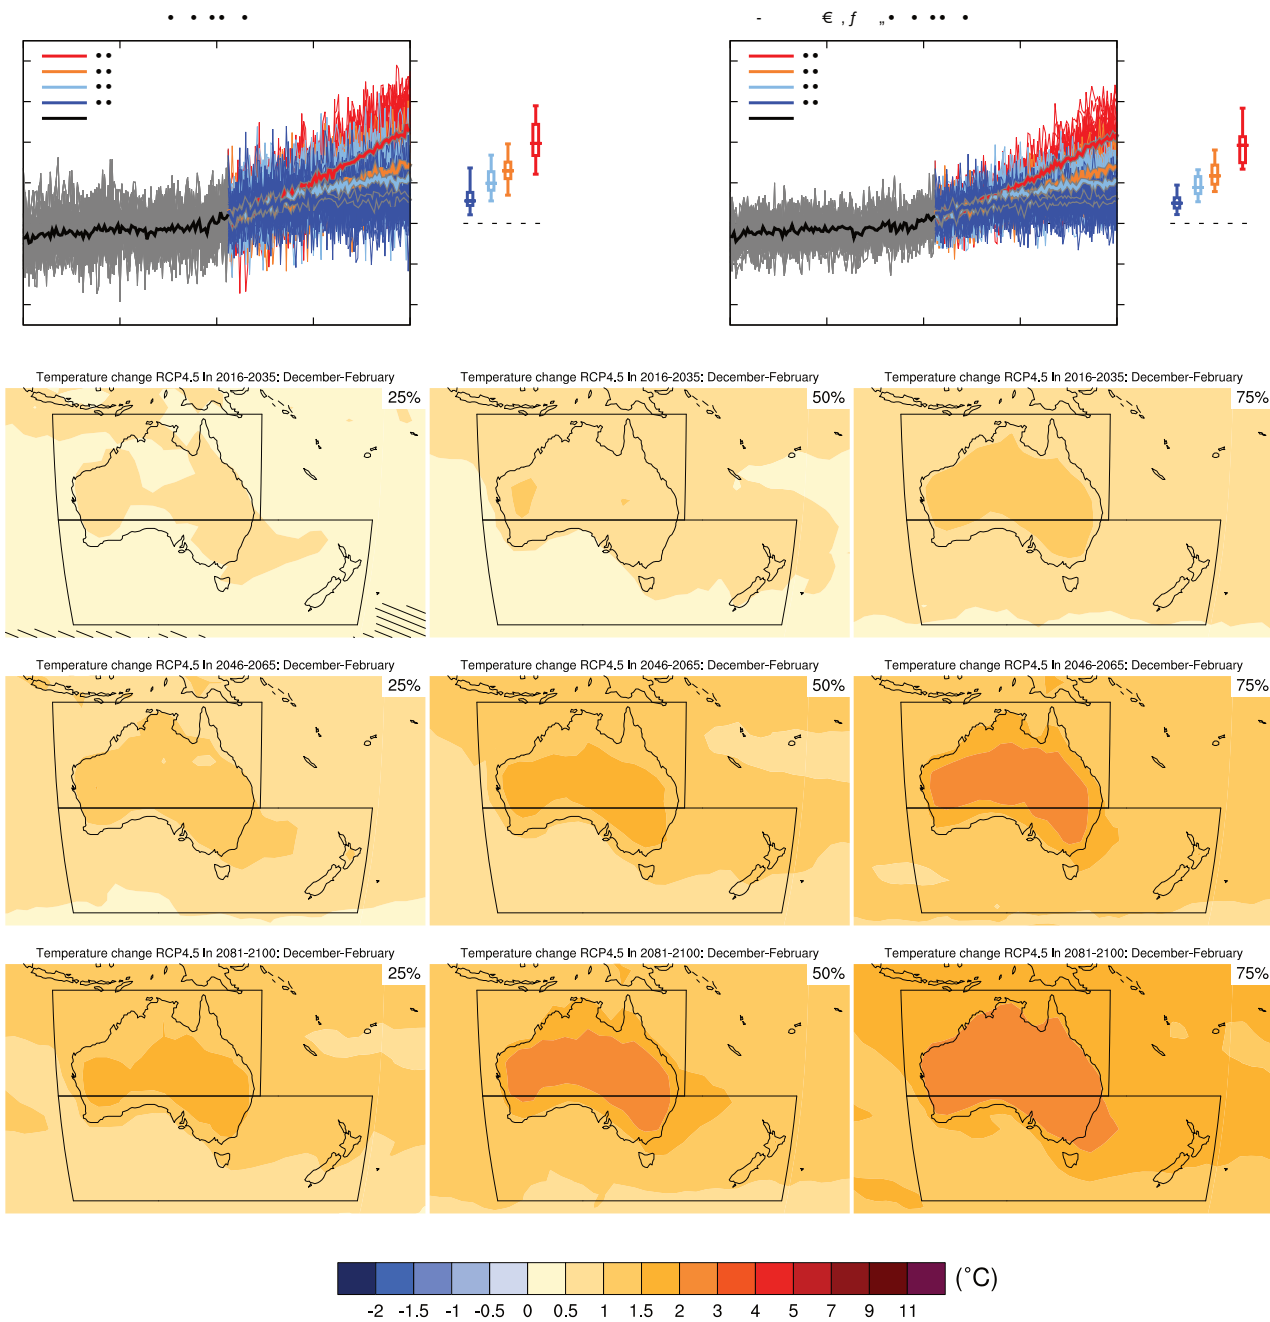 • • •• •
- € ‚ ƒ „• • •• •
••
••
••
••
••
••
••
••
Temperature change RCP4.5 in 2016-2035: December-February
25%
Temperature change RCP4.5 in 2016-2035: December-February
50%
Temperature change RCP4.5 in 2016-2035: December-February
75%
Temperature change RCP4.5 in 2046-2065: December-February
25%
Temperature change RCP4.5 in 2046-2065: December-February
50%
Temperature change RCP4.5 in 2046-2065: December-February
75%
Temperature change RCP4.5 in 2081-2100: December-February
25%
Temperature change RCP4.5 in 2081-2100: December-February
50%
Temperature change RCP4.5 in 2081-2100: December-February
75%
(°C)
-2 -1.5 -1 -0.5 0 0.5 1 1.5 2 3 4 5 7 9 11